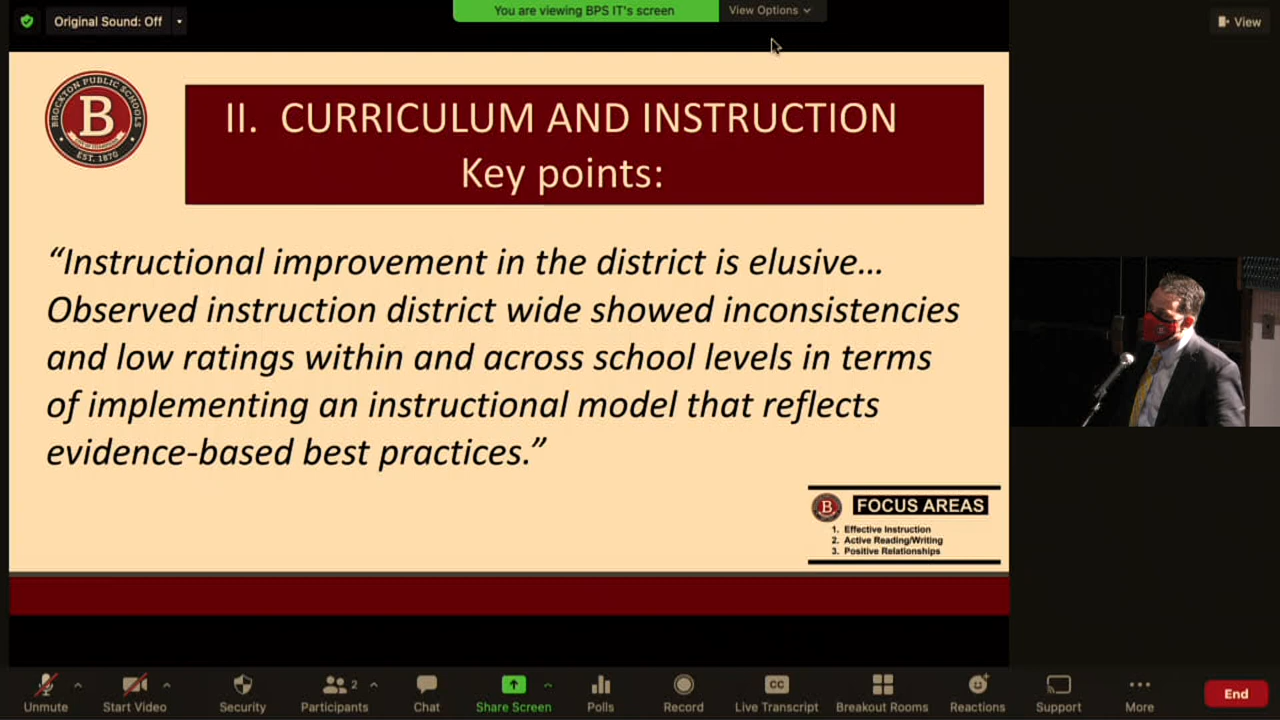 Original Sound: Off
You are viewing BPS IT's screen
View Options
View
BROCKTON PUBLIC SCHOOLS
B
EST. 1870
II. CURRICULUM AND INSTRUCTION
Key points:
“Instructional improvement in the district is elusive...
Observed instruction district wide showed inconsistencies
and low ratings within and across school levels in terms
of implementing an instructional model that reflects
evidence-based best practices.”
B
FOCUS AREAS
1. Effective Instruction
2. Active Reading/Writing
3. Positive Relationships
Unmute
Start Video
Security
2
Participants
Chat
Share Screen
Polls
Record
CC
Live Transcript
Breakout Rooms
Reactions
Support
More
End